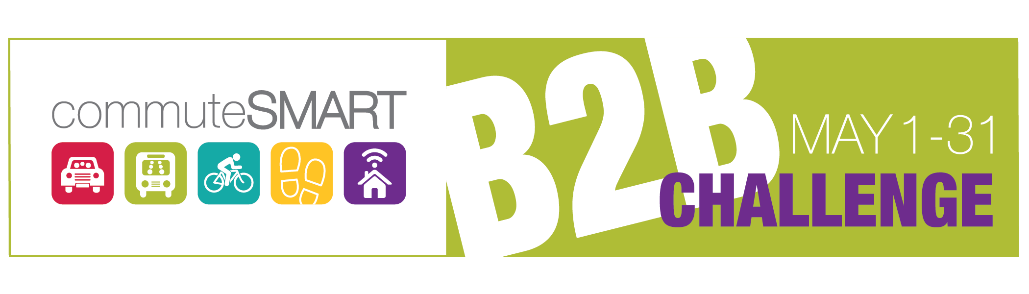 commuteSMART
B2B
MAY 1-31
CHALLENGE